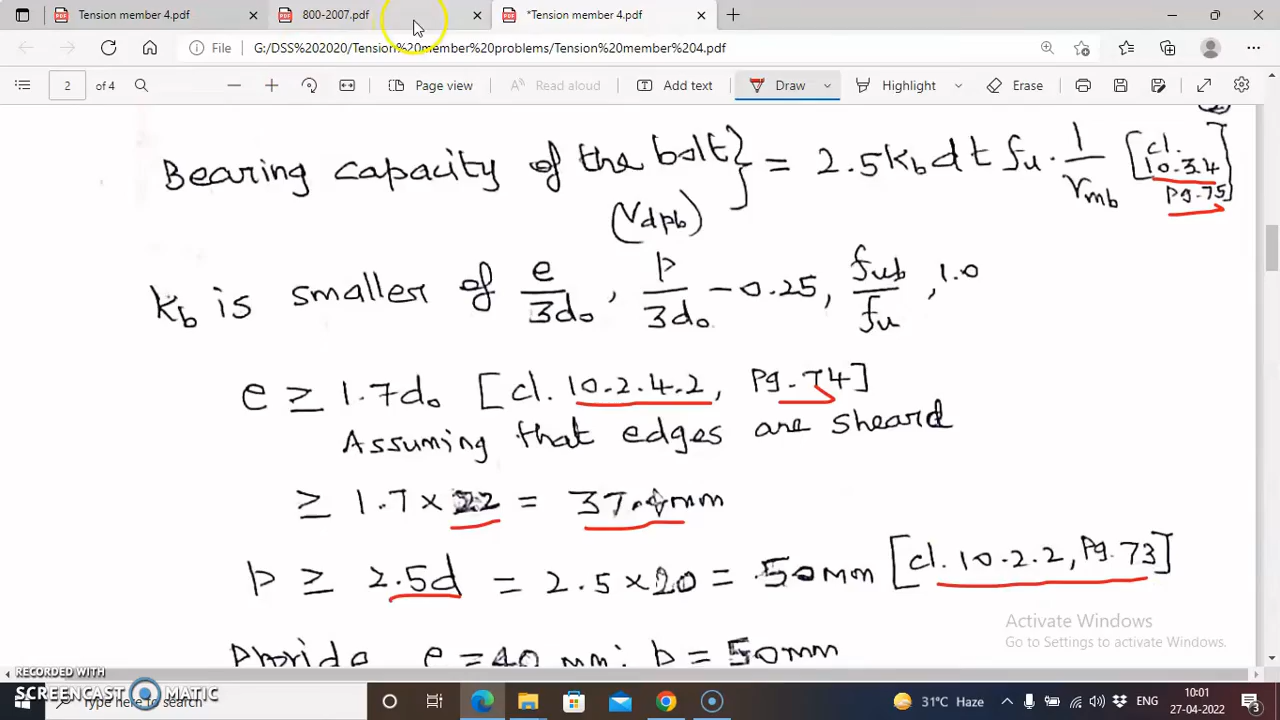 Tension member 4.pdf
800-2007.pdf
*Tension member 4.pdf
File
G:/DSS%202020/Tension%20member%20problems/Tension%20member%204.pdf
2
of 4
Page view
Read aloud
Add text
Draw
Highlight
Erase
Bearing capacity of the bolt} = 2.5 kb d t fu · 1/γmb [cl. 10.3.4 Pg.75]
(Vdpb)
kb is smaller of e/3d₀, p/3d₀ - 0.25, fub/fu, 1.0
e ≥ 1.7d₀ [cl. 10.2.4.2, Pg. 74]
Assuming that edges are sheard
≥ 1.7 × 22 = 37.4mm
p ≥ 2.5d = 2.5 × 20 = 50mm [cl. 10.2.2, Pg. 73]
Activate Windows
Go to Settings to activate Windows.
Provide e = 40 mm; p = 50mm
RECORDED WITH
SCREENCAST MATIC
here to search
31°C Haze
ENG
10:01
27-04-2022
3